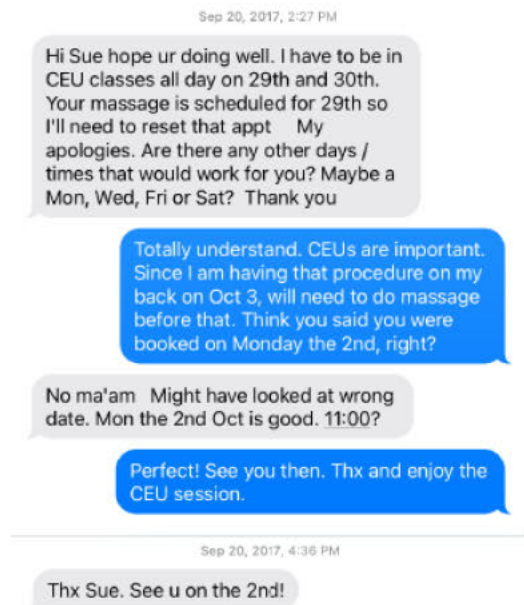 Sep 20, 2017, 2:27 PM
Hi Sue hope ur doing well. I have to be in
CEU classes all day on 29th and 30th.
Your massage is scheduled for 29th so
I'll need to reset that appt     My
apologies. Are there any other days /
times that would work for you? Maybe a
Mon, Wed, Fri or Sat?  Thank you
Totally understand. CEUs are important.
Since I am having that procedure on my
back on Oct 3, will need to do massage
before that. Think you said you were
booked on Monday the 2nd, right?
No ma'am   Might have looked at wrong
date. Mon the 2nd Oct is good. 11:00?
Perfect! See you then. Thx and enjoy the
CEU session.
Sep 20, 2017, 4:36 PM
Thx Sue. See u on the 2nd!